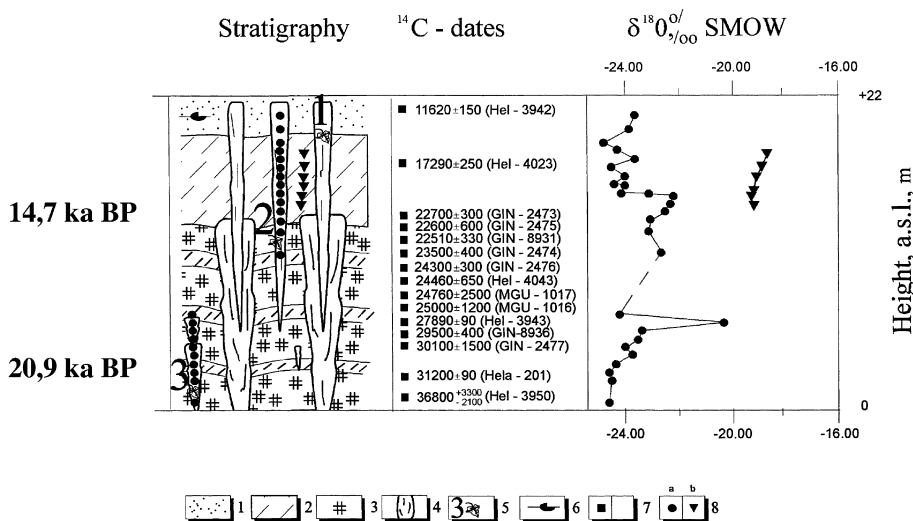 Stratigraphy ¹⁴C - dates δ¹⁸0,‰ SMOW
-24.00 -20.00 -16.00
+22
1
11620±150 (Hel - 3942)
17290±250 (Hel - 4023)
14,7 ka BP
2
22700±300 (GIN - 2473)
22600±600 (GIN - 2475)
22510±330 (GIN - 8931)
23500±400 (GIN - 2474)
24300±300 (GIN - 2476)
24460±650 (Hel - 4043)
24760±2500 (MGU - 1017)
25000±1200 (MGU - 1016)
27890±90 (Hel - 3943)
29500±400 (GIN-8936)
30100±1500 (GIN - 2477)
20,9 ka BP
3
31200±90 (Hela - 201)
36800 +3300 -2100 (Hel - 3950)
0
Height, a.s.l., m
-24.00 -20.00 -16.00
a b
1 2 3 4 3 5 6 7 8